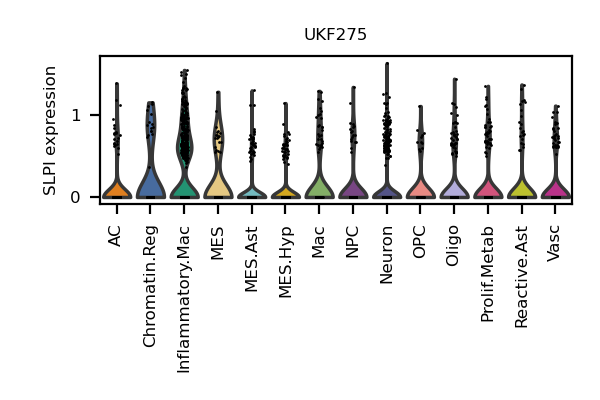 UKF275
SLPI expression
1
0
AC
Chromatin.Reg
Inflammatory.Mac
MES
MES.Ast
MES.Hyp
Mac
NPC
Neuron
OPC
Oligo
Prolif.Metab
Reactive.Ast
Vasc